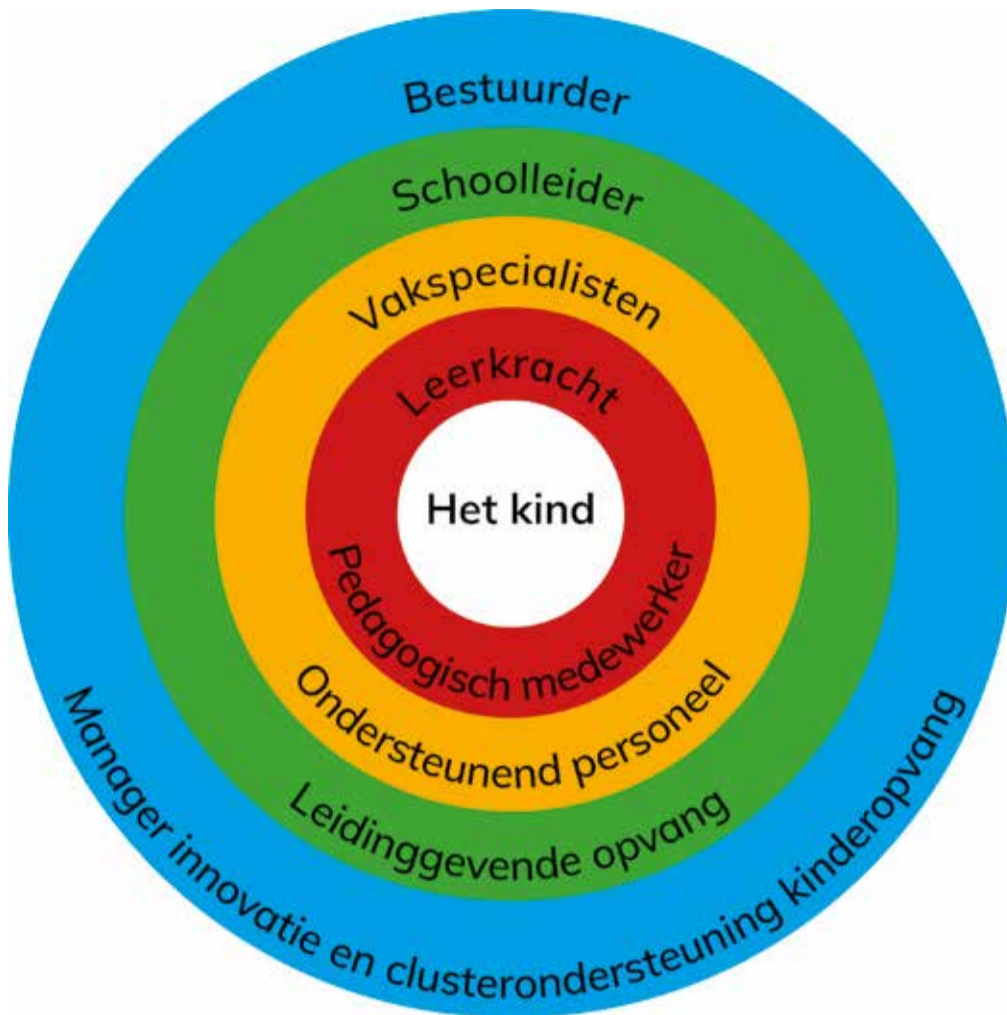 Bestuurder
Schoolleider
Vakspecialisten
Leerkracht
Het kind
Pedagogisch medewerker
Ondersteunend personeel
Leidinggevende opvang
Manager innovatie en clusterondersteuning kinderopvang